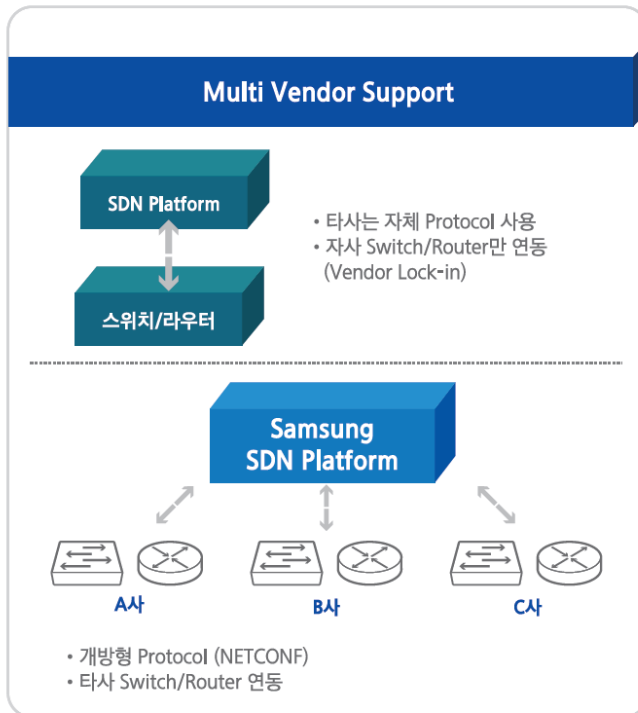 Multi Vendor Support
SDN Platform
스위치/라우터
• 타사는 자체 Protocol 사용
• 자사 Switch/Router만 연동
(Vendor Lock-in)
Samsung
SDN Platform
A사
B사
C사
• 개방형 Protocol (NETCONF)
• 타사 Switch/Router 연동